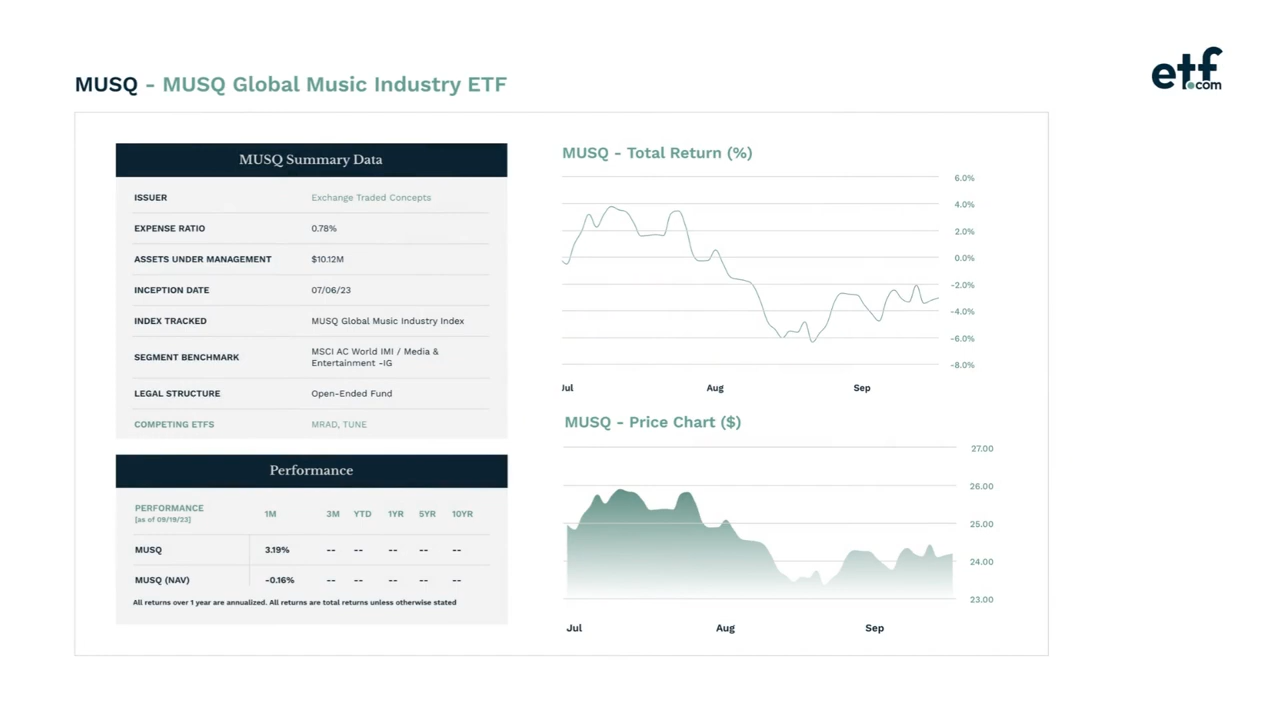 etf.com
MUSQ - MUSQ Global Music Industry ETF
MUSQ Summary Data
ISSUER Exchange Traded Concepts
EXPENSE RATIO 0.78%
ASSETS UNDER MANAGEMENT $10.12M
INCEPTION DATE 07/06/23
INDEX TRACKED MUSQ Global Music Industry Index
SEGMENT BENCHMARK MSCI AC World IMI / Media &
Entertainment -IG
LEGAL STRUCTURE Open-Ended Fund
COMPETING ETFS MRAD, TUNE
Performance
PERFORMANCE 1M 3M YTD 1YR 5YR 10YR
[as of 09/19/23]
MUSQ 3.19% -- -- -- -- --
MUSQ (NAV) -0.16% -- -- -- -- --
All returns over 1 year are annualized. All returns are total returns unless otherwise stated
MUSQ - Total Return (%)
6.0%
4.0%
2.0%
0.0%
-2.0%
-4.0%
-6.0%
-8.0%
Jul Aug Sep
MUSQ - Price Chart ($)
27.00
26.00
25.00
24.00
23.00
Jul Aug Sep